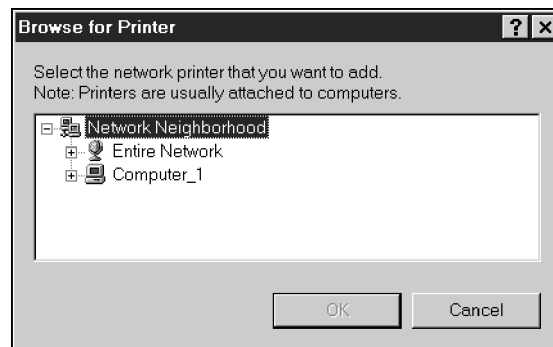 Browse for Printer
Select the network printer that you want to add.
Note: Printers are usually attached to computers.
Network Neighborhood
Entire Network
Computer_1
OK
Cancel